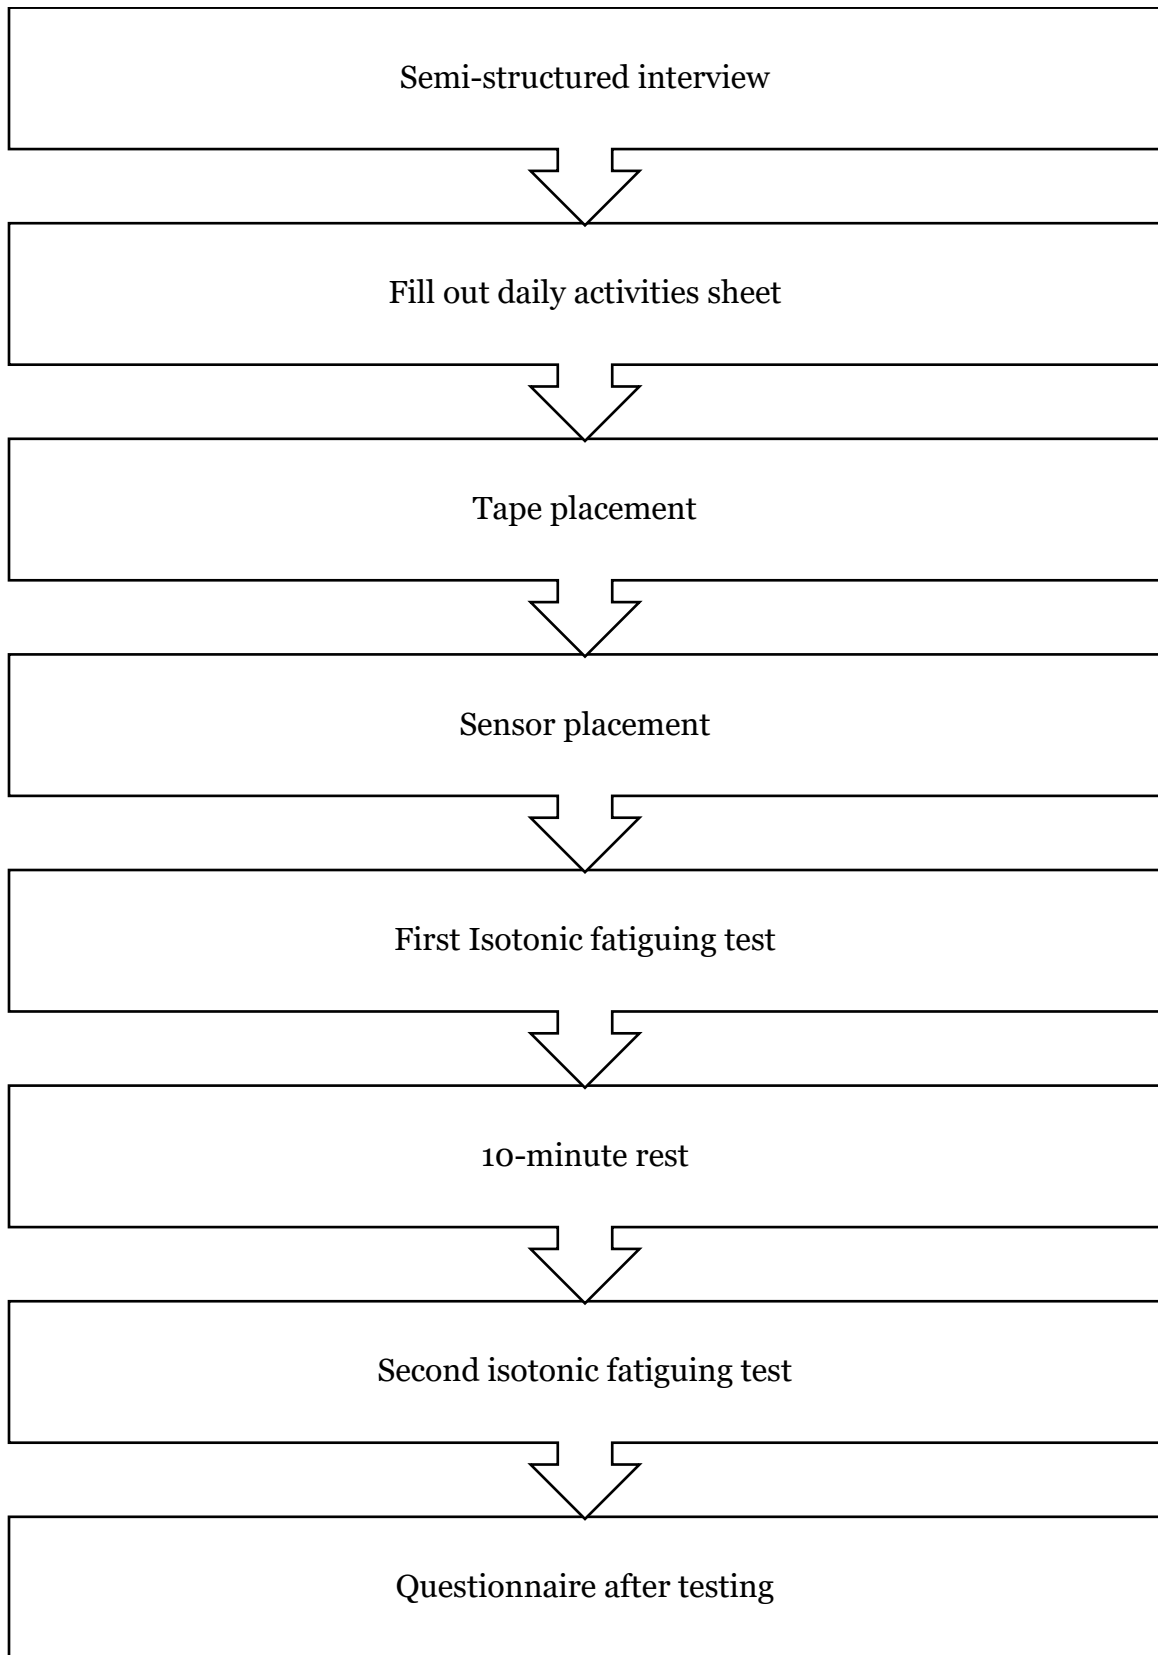 Semi-structured interview
Fill out daily activities sheet
Tape placement
Sensor placement
First Isotonic fatiguing test
10-minute rest
Second isotonic fatiguing test
Questionnaire after testing